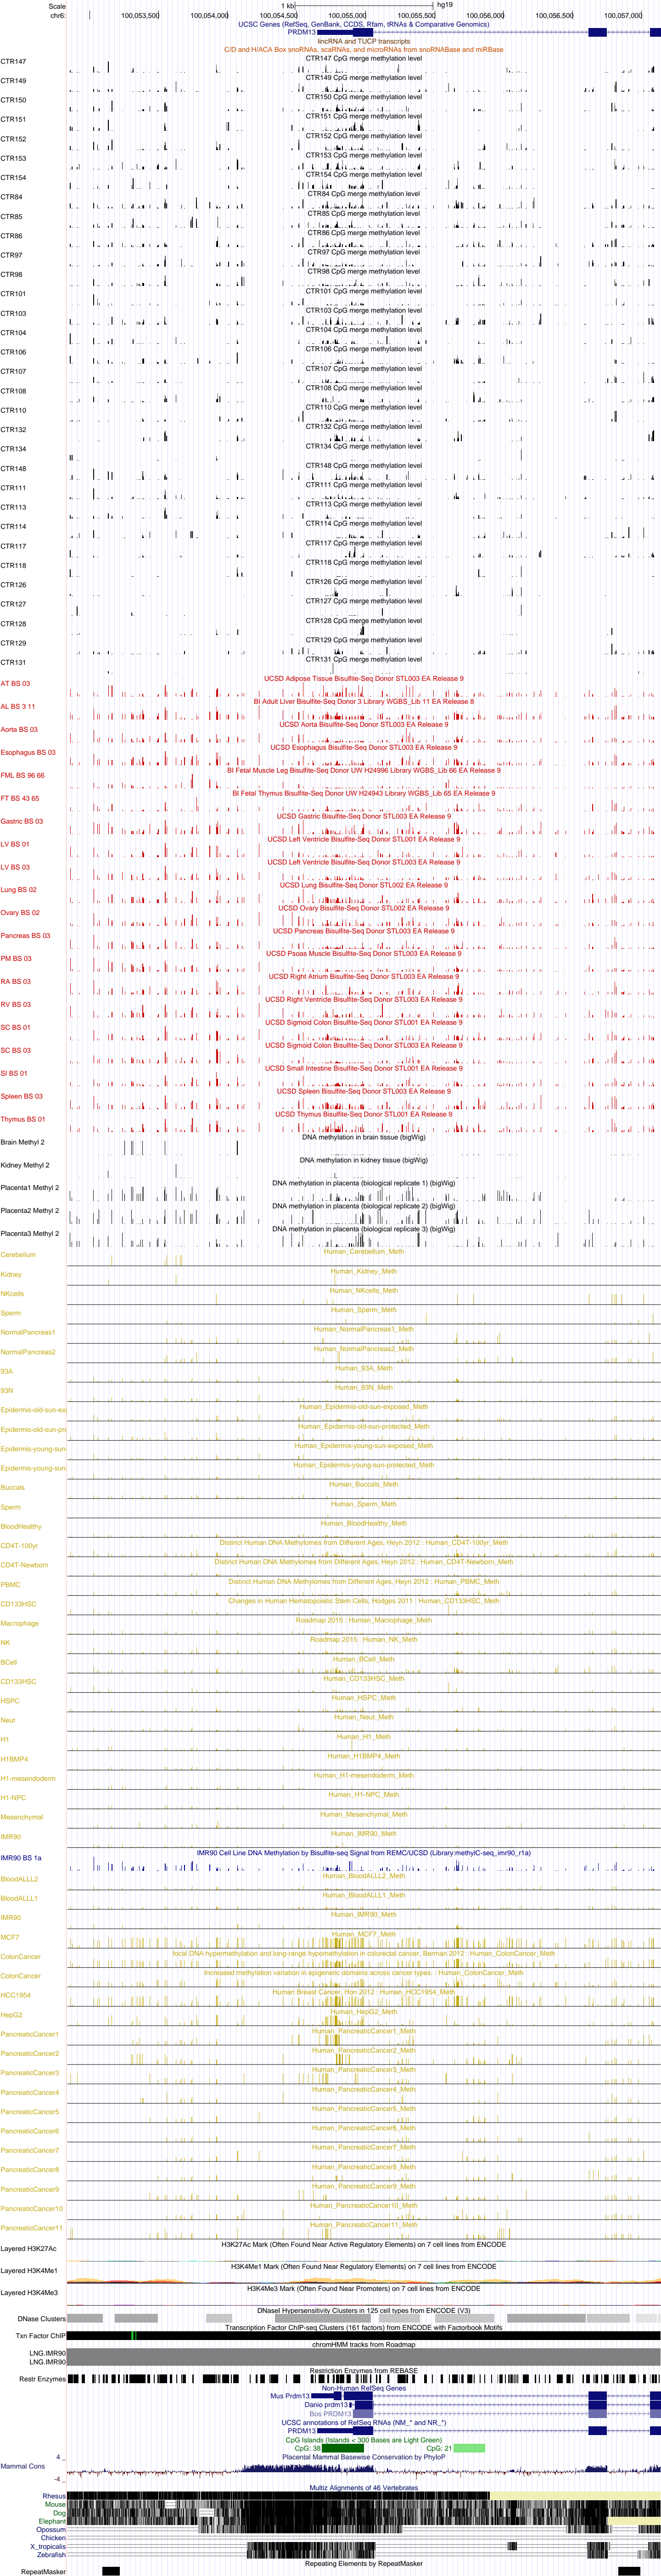 Scale 1 kb hg19
chr6: 100,053,500 100,054,000 100,054,500 100,055,000 100,055,500 100,056,000 100,056,500 100,057,000
UCSC Genes (RefSeq, GenBank, CCDS, Rfam, tRNAs & Comparative Genomics)
PRDM13
lincRNA and TUCP transcripts
C/D and H/ACA Box snoRNAs, scaRNAs, and microRNAs from snoRNABase and miRBase
CTR147 CTR147 CpG merge methylation level
CTR149 CTR149 CpG merge methylation level
CTR150 CTR150 CpG merge methylation level
CTR151 CTR151 CpG merge methylation level
CTR152 CTR152 CpG merge methylation level
CTR153 CTR153 CpG merge methylation level
CTR154 CTR154 CpG merge methylation level
CTR84 CTR84 CpG merge methylation level
CTR85 CTR85 CpG merge methylation level
CTR86 CTR86 CpG merge methylation level
CTR97 CTR97 CpG merge methylation level
CTR98 CTR98 CpG merge methylation level
CTR101 CTR101 CpG merge methylation level
CTR103 CTR103 CpG merge methylation level
CTR104 CTR104 CpG merge methylation level
CTR106 CTR106 CpG merge methylation level
CTR107 CTR107 CpG merge methylation level
CTR108 CTR108 CpG merge methylation level
CTR110 CTR110 CpG merge methylation level
CTR132 CTR132 CpG merge methylation level
CTR134 CTR134 CpG merge methylation level
CTR148 CTR148 CpG merge methylation level
CTR111 CTR111 CpG merge methylation level
CTR113 CTR113 CpG merge methylation level
CTR114 CTR114 CpG merge methylation level
CTR117 CTR117 CpG merge methylation level
CTR118 CTR118 CpG merge methylation level
CTR126 CTR126 CpG merge methylation level
CTR127 CTR127 CpG merge methylation level
CTR128 CTR128 CpG merge methylation level
CTR129 CTR129 CpG merge methylation level
CTR131 CTR131 CpG merge methylation level
AT BS 03 UCSD Adipose Tissue Bisulfite-Seq Donor STL003 EA Release 9
AL BS 3 11 BI Adult Liver Bisulfite-Seq Donor 3 Library WGBS_Lib 11 EA Release 8
Aorta BS 03 UCSD Aorta Bisulfite-Seq Donor STL003 EA Release 9
Esophagus BS 03 UCSD Esophagus Bisulfite-Seq Donor STL003 EA Release 9
FML BS 96 66 BI Fetal Muscle Leg Bisulfite-Seq Donor UW H24996 Library WGBS_Lib 66 EA Release 9
FT BS 43 65 BI Fetal Thymus Bisulfite-Seq Donor UW H24943 Library WGBS_Lib 65 EA Release 9
Gastric BS 03 UCSD Gastric Bisulfite-Seq Donor STL003 EA Release 9
LV BS 01 UCSD Left Ventricle Bisulfite-Seq Donor STL001 EA Release 9
LV BS 03 UCSD Left Ventricle Bisulfite-Seq Donor STL003 EA Release 9
Lung BS 02 UCSD Lung Bisulfite-Seq Donor STL002 EA Release 9
Ovary BS 02 UCSD Ovary Bisulfite-Seq Donor STL002 EA Release 9
Pancreas BS 03 UCSD Pancreas Bisulfite-Seq Donor STL003 EA Release 9
PM BS 03 UCSD Psoas Muscle Bisulfite-Seq Donor STL003 EA Release 9
RA BS 03 UCSD Right Atrium Bisulfite-Seq Donor STL003 EA Release 9
RV BS 03 UCSD Right Ventricle Bisulfite-Seq Donor STL003 EA Release 9
SC BS 01 UCSD Sigmoid Colon Bisulfite-Seq Donor STL001 EA Release 9
SC BS 03 UCSD Sigmoid Colon Bisulfite-Seq Donor STL003 EA Release 9
SI BS 01 UCSD Small Intestine Bisulfite-Seq Donor STL001 EA Release 9
Spleen BS 03 UCSD Spleen Bisulfite-Seq Donor STL003 EA Release 9
Thymus BS 01 UCSD Thymus Bisulfite-Seq Donor STL001 EA Release 9
Brain Methyl 2 DNA methylation in brain tissue (bigWig)
Kidney Methyl 2 DNA methylation in kidney tissue (bigWig)
Placenta1 Methyl 2 DNA methylation in placenta (biological replicate 1) (bigWig)
Placenta2 Methyl 2 DNA methylation in placenta (biological replicate 2) (bigWig)
Placenta3 Methyl 2 DNA methylation in placenta (biological replicate 3) (bigWig)
Cerebellum Human_Cerebellum_Meth
Kidney Human_Kidney_Meth
NKcells Human_NKcells_Meth
Sperm Human_Sperm_Meth
NormalPancreas1 Human_NormalPancreas1_Meth
NormalPancreas2 Human_NormalPancreas2_Meth
93A Human_93A_Meth
93N Human_93N_Meth
Epidermis-old-sun-ex Human_Epidermis-old-sun-exposed_Meth
Epidermis-old-sun-pr Human_Epidermis-old-sun-protected_Meth
Epidermis-young-sun Human_Epidermis-young-sun-exposed_Meth
Epidermis-young-sun Human_Epidermis-young-sun-protected_Meth
Buccals Human_Buccals_Meth
Sperm Human_Sperm_Meth
BloodHealthy Human_BloodHealthy_Meth
CD4T-100yr Distinct Human DNA Methylomes from Different Ages, Heyn 2012 : Human_CD4T-100yr_Meth
CD4T-Newborn Distinct Human DNA Methylomes from Different Ages, Heyn 2012 : Human_CD4T-Newborn_Meth
PBMC Distinct Human DNA Methylomes from Different Ages, Heyn 2012 : Human_PBMC_Meth
CD133HSC Changes in Human Hematopoietic Stem Cells, Hodges 2011 : Human_CD133HSC_Meth
Macrophage Roadmap 2015 : Human_Macrophage_Meth
NK Roadmap 2015 : Human_NK_Meth
BCell Human_BCell_Meth
CD133HSC Human_CD133HSC_Meth
HSPC Human_HSPC_Meth
Neut Human_Neut_Meth
H1 Human_H1_Meth
H1BMP4 Human_H1BMP4_Meth
H1-mesendoderm Human_H1-mesendoderm_Meth
H1-NPC Human_H1-NPC_Meth
Mesenchymal Human_Mesenchymal_Meth
IMR90 Human_IMR90_Meth
IMR90 BS 1a IMR90 Cell Line DNA Methylation by Bisulfite-seq Signal from REMC/UCSD (Library:methylC-seq_imr90_r1a)
BloodALLL2 Human_BloodALLL2_Meth
BloodALLL1 Human_BloodALLL1_Meth
IMR90 Human_IMR90_Meth
MCF7 Human_MCF7_Meth
ColonCancer focal DNA hypermethylation and long-range hypomethylation in colorectal cancer, Berman 2012 : Human_ColonCancer_Meth
ColonCancer Increased methylation variation in epigenetic domains across cancer types. : Human_ColonCancer_Meth
HCC1954 Human Breast Cancer, Hon 2012 : Human_HCC1954_Meth
HepG2 Human_HepG2_Meth
PancreaticCancer1 Human_PancreaticCancer1_Meth
PancreaticCancer2 Human_PancreaticCancer2_Meth
PancreaticCancer3 Human_PancreaticCancer3_Meth
PancreaticCancer4 Human_PancreaticCancer4_Meth
PancreaticCancer5 Human_PancreaticCancer5_Meth
PancreaticCancer6 Human_PancreaticCancer6_Meth
PancreaticCancer7 Human_PancreaticCancer7_Meth
PancreaticCancer8 Human_PancreaticCancer8_Meth
PancreaticCancer9 Human_PancreaticCancer9_Meth
PancreaticCancer10 Human_PancreaticCancer10_Meth
PancreaticCancer11 Human_PancreaticCancer11_Meth
Layered H3K27Ac H3K27Ac Mark (Often Found Near Active Regulatory Elements) on 7 cell lines from ENCODE
Layered H3K4Me1 H3K4Me1 Mark (Often Found Near Regulatory Elements) on 7 cell lines from ENCODE
Layered H3K4Me3 H3K4Me3 Mark (Often Found Near Promoters) on 7 cell lines from ENCODE
DNaseI Hypersensitivity Clusters in 125 cell types from ENCODE (V3)
DNase Clusters
Transcription Factor ChIP-seq Clusters (161 factors) from ENCODE with Factorbook Motifs
Txn Factor ChIP
chromHMM tracks from Roadmap
LNG.IMR90
LNG.IMR90
Restriction Enzymes from REBASE
Restr Enzymes
Non-Human RefSeq Genes
Mus Prdm13
Danio prdm13
Bos PRDM13
UCSC annotations of RefSeq RNAs (NM_* and NR_*)
PRDM13
CpG Islands (Islands < 300 Bases are Light Green)
CpG: 38 CpG: 21
Placental Mammal Basewise Conservation by PhyloP
4 _
Mammal Cons
-4 _
Multiz Alignments of 46 Vertebrates
Rhesus
Mouse
Dog
Elephant
Opossum
Chicken
X_tropicalis
Zebrafish
Repeating Elements by RepeatMasker
RepeatMasker